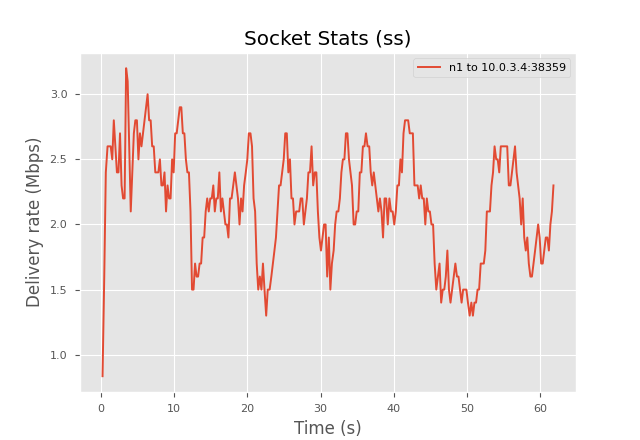 Socket Stats (ss)
n1 to 10.0.3.4:38359
Delivery rate (Mbps)
3.0
2.5
2.0
1.5
1.0
0 10 20 30 40 50 60
Time (s)